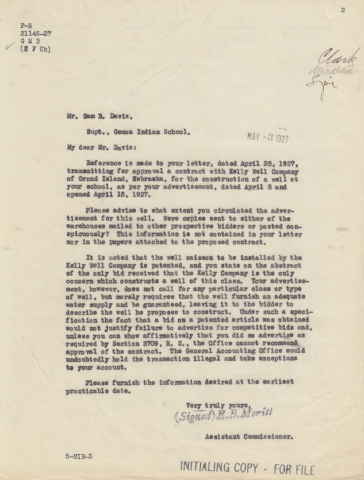 2
P-S
21146-27
G M B
(E F Ck)
Clark
Mr. Sam B. Davis,
Supt., Genoa Indian School.
MAY -3 1927
My dear Mr. Davis:
Reference is made to your letter, dated April 26, 1927,
transmitting for approval a contract with Kelly Well Company
of Grand Island, Nebraska, for the construction of a well at
your school, as per your advertisement, dated April 5 and
opened April 15, 1927.
Please advise to what extent you circulated the adver-
tisement for this well. Were copies sent to either of the
warehouses mailed to other prospective bidders or posted con-
spicuously? This information is not contained in your letter
nor in the papers attached to the proposed contract.
It is noted that the well caisson to be installed by the
Kelly Well Company is patented, and you state on the abstract
of the only bid received that the Kelly Company is the only
concern which constructs a well of this class. Your advertise-
ment, however, does not call for any particular class or type
of well, but merely requires that the well furnish an adequate
water supply and be guaranteed, leaving it to the bidder to
describe the well he proposes to construct. Under such a speci-
fication the fact that a bid on a patented article was obtained
would not justify failure to advertise for competitive bids and,
unless you can show affirmatively that you did so advertise as
required by Section 3709, R. S., the Office cannot recommend
approval of the contract. The General Accounting Office would
undoubtedly hold the transaction illegal and take exceptions
to your account.
Please furnish the information desired at the earliest
practicable date.
Very truly yours,
(Signed) E. B. Meritt
Assistant Commissioner.
5-MIB-3
INITIALING COPY - FOR FILE